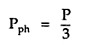 P_ph = P/3